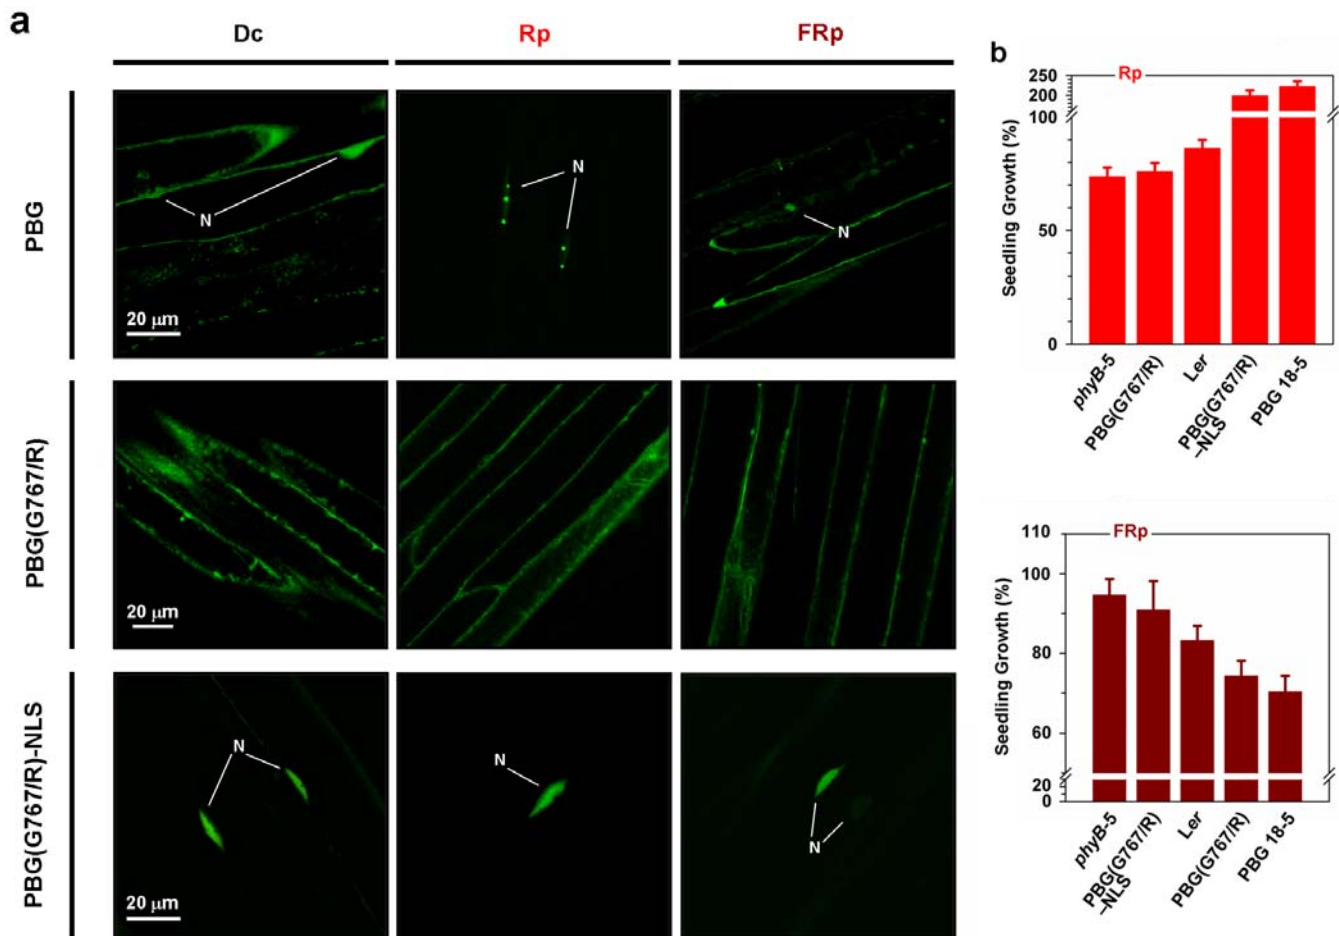 a
Dc
Rp
FRp
PBG
N
N
N
20 µm
PBG(G767/R)
20 µm
PBG(G767/R)-NLS
N
N
N
20 µm
b
Rp
Seedling Growth (%)
250
200
100
50
0
phyB-5
PBG(G767/R)
Ler
PBG(G767/R)
–NLS
PBG 18-5
FRp
Seedling Growth (%)
110
100
80
60
20
0
phyB-5
PBG(G767/R)
–NLS
Ler
PBG(G767/R)
PBG 18-5